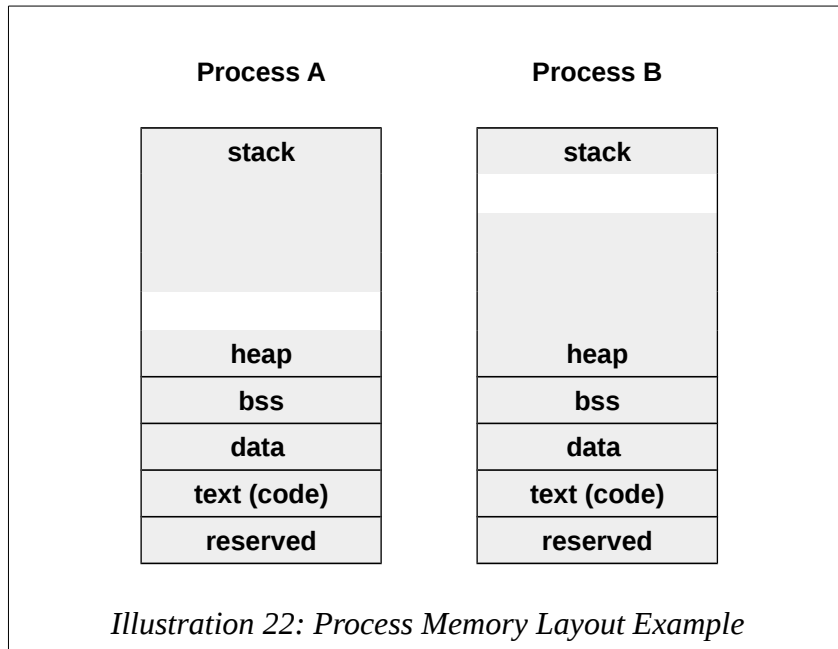 Process A
Process B
stack
stack
heap
heap
bss
bss
data
data
text (code)
text (code)
reserved
reserved
Illustration 22: Process Memory Layout Example